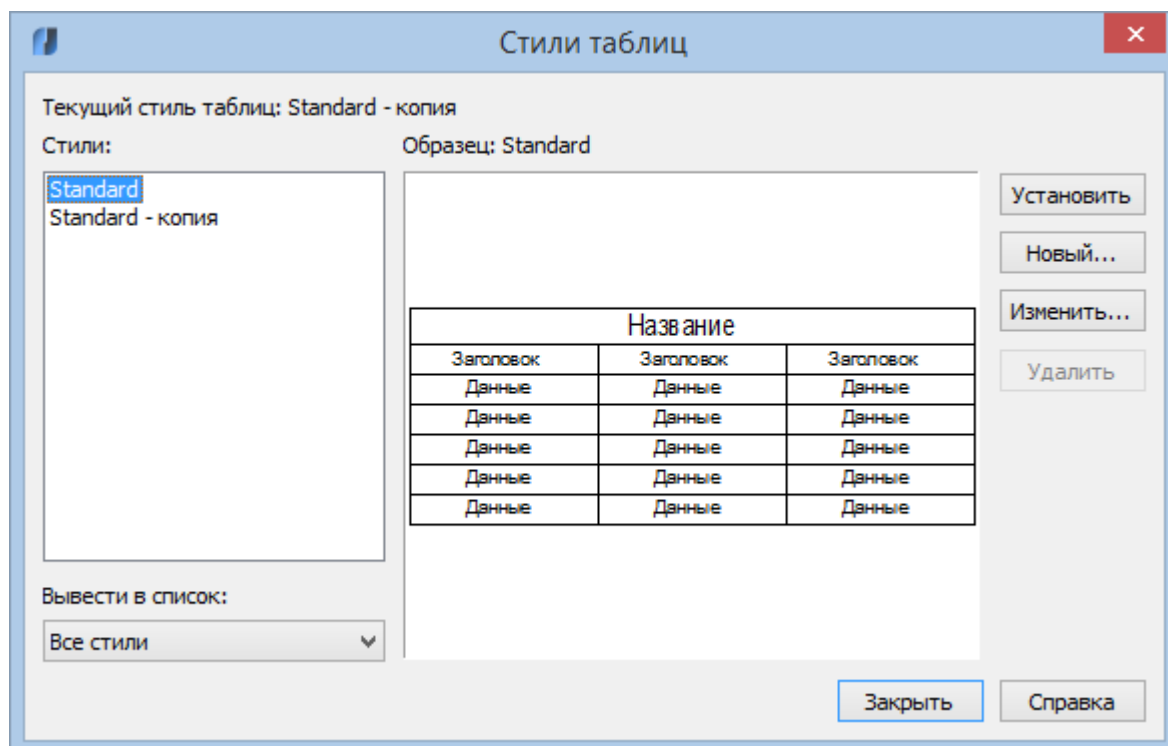 Стили таблиц
Текущий стиль таблиц: Standard - копия
Стили:
Образец: Standard
Standard
Standard - копия
Название
Заголовок Заголовок Заголовок
Данные Данные Данные
Данные Данные Данные
Данные Данные Данные
Данные Данные Данные
Данные Данные Данные
Установить
Новый...
Изменить...
Удалить
Вывести в список:
Все стили
Закрыть
Справка